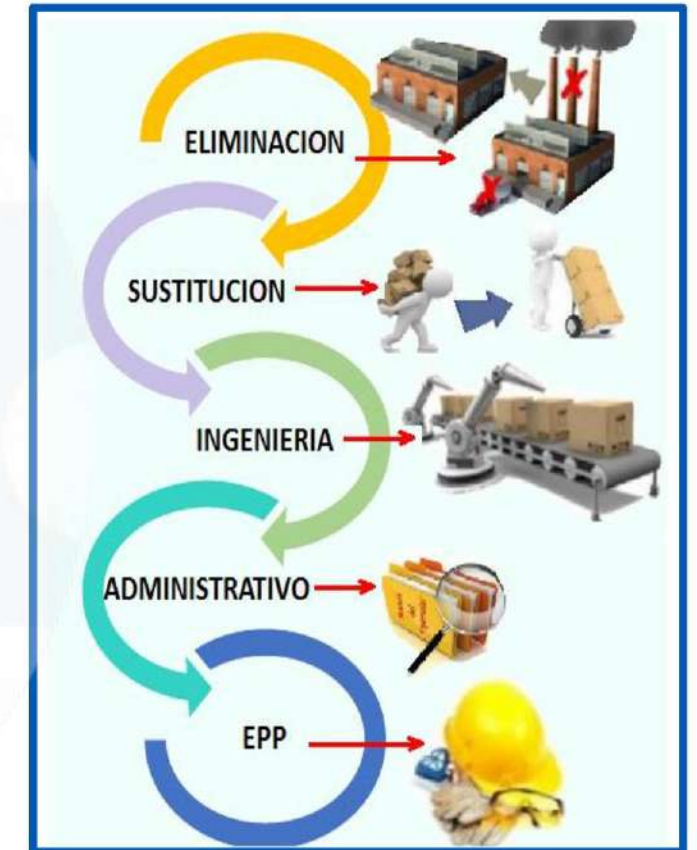 ELIMINACION
SUSTITUCION
INGENIERIA
ADMINISTRATIVO
EPP